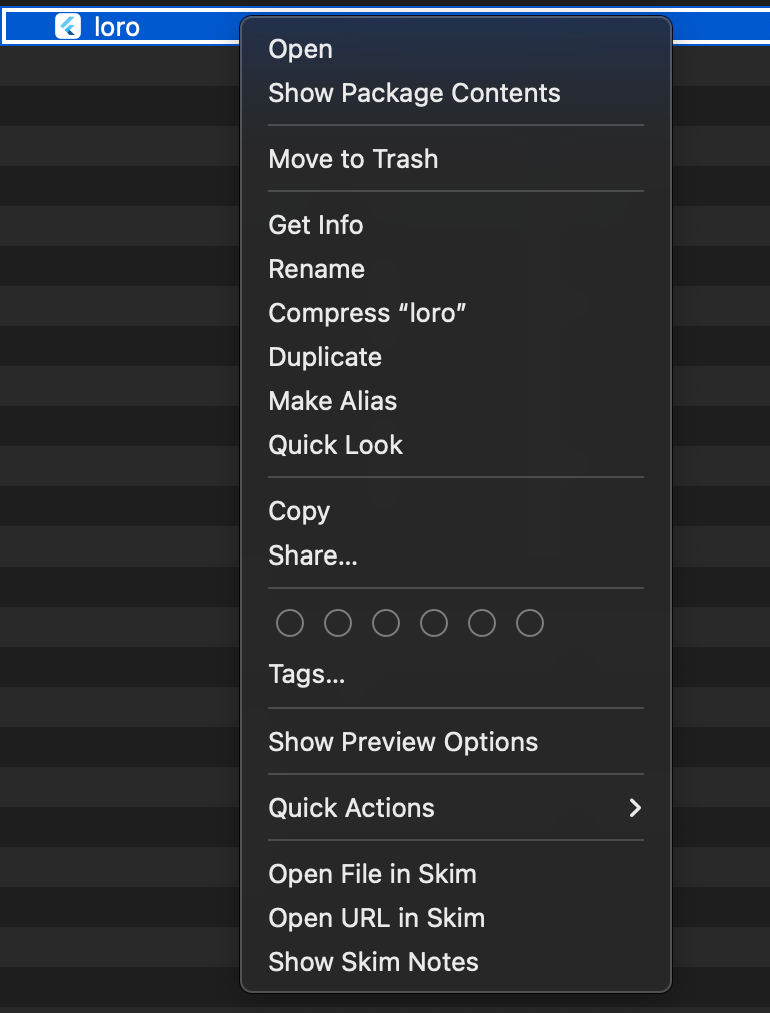 loro
Open
Show Package Contents
Move to Trash
Get Info
Rename
Compress “loro”
Duplicate
Make Alias
Quick Look
Copy
Share...
Tags...
Show Preview Options
Quick Actions
Open File in Skim
Open URL in Skim
Show Skim Notes